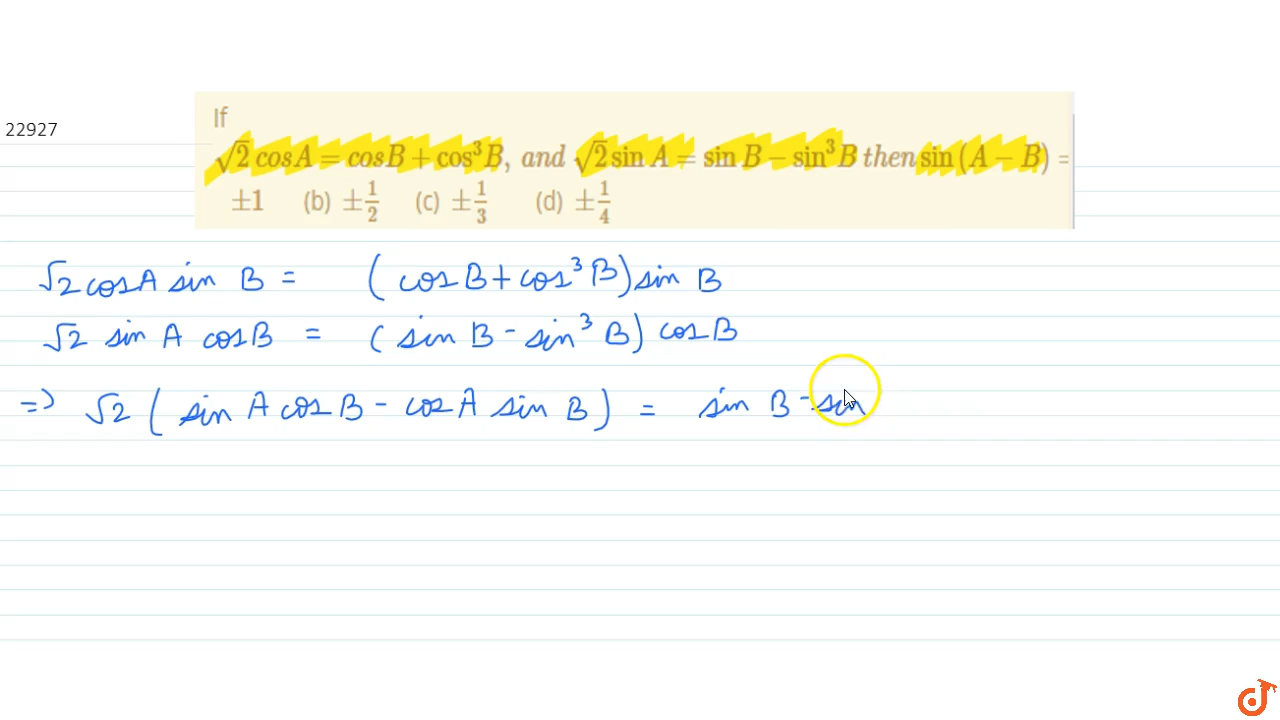 If
22927
√2 cosA = cosB + cos³B, and √2 sin A = sin B − sin³B then sin (A − B) =
±1 (b) ±1/2 (c) ±1/3 (d) ±1/4
√2 cosA sin B = (cosB + cos³B) sin B
√2 sin A cosB = (sin B - sin³B) cosB
=> √2 (sin A cosB - cosA sin B) = sin B - sin